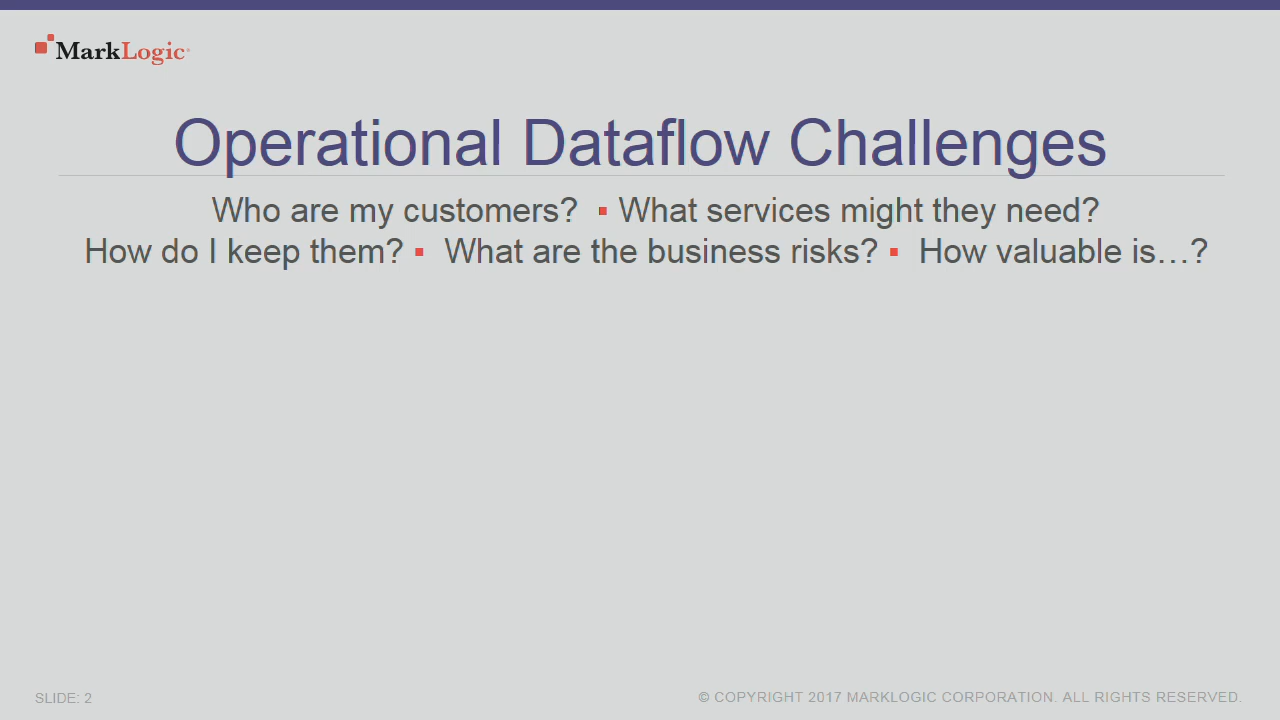 MarkLogic
Operational Dataflow Challenges
Who are my customers? ▪ What services might they need?
How do I keep them? ▪ What are the business risks? ▪ How valuable is…?
SLIDE: 2
© COPYRIGHT 2017 MARKLOGIC CORPORATION. ALL RIGHTS RESERVED.